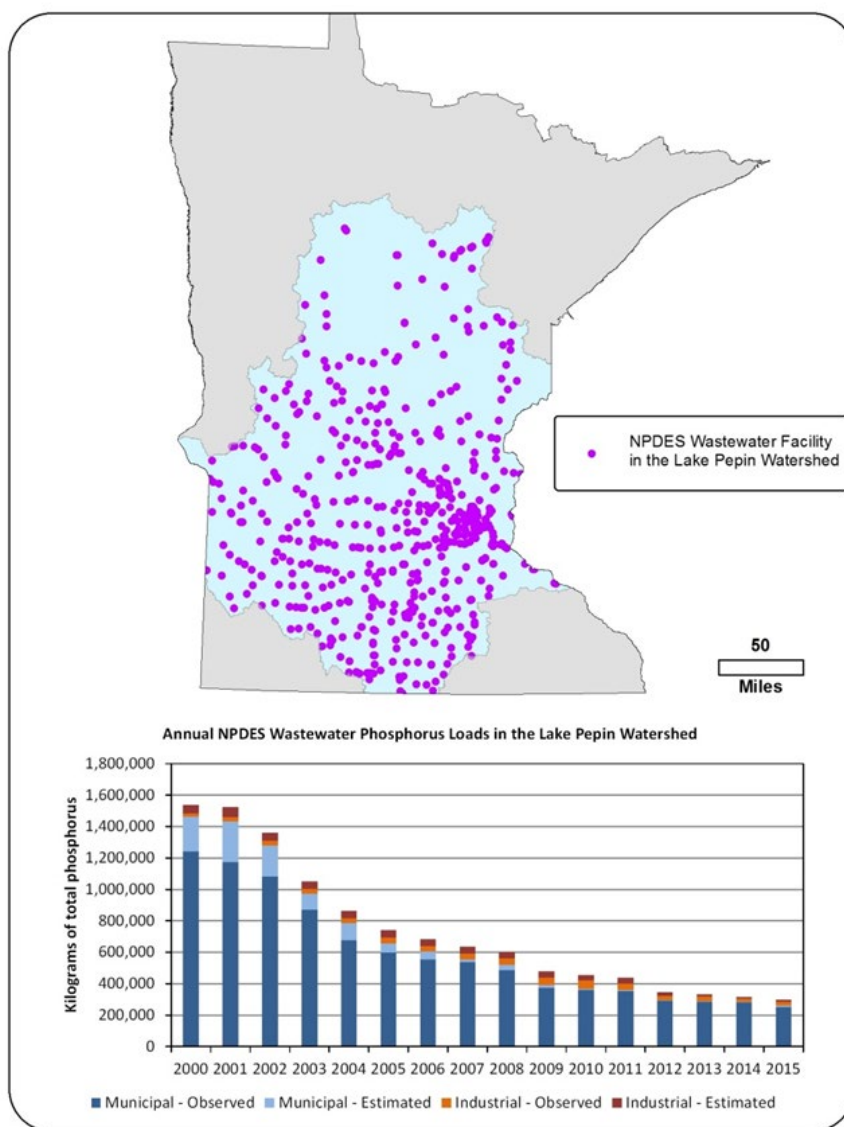 NPDES Wastewater Facility
in the Lake Pepin Watershed
50
Miles
Annual NPDES Wastewater Phosphorus Loads in the Lake Pepin Watershed
Kilograms of total phosphorus
1,800,000
1,600,000
1,400,000
1,200,000
1,000,000
800,000
600,000
400,000
200,000
0
2000 2001 2002 2003 2004 2005 2006 2007 2008 2009 2010 2011 2012 2013 2014 2015
Municipal - Observed Municipal - Estimated Industrial - Observed Industrial - Estimated